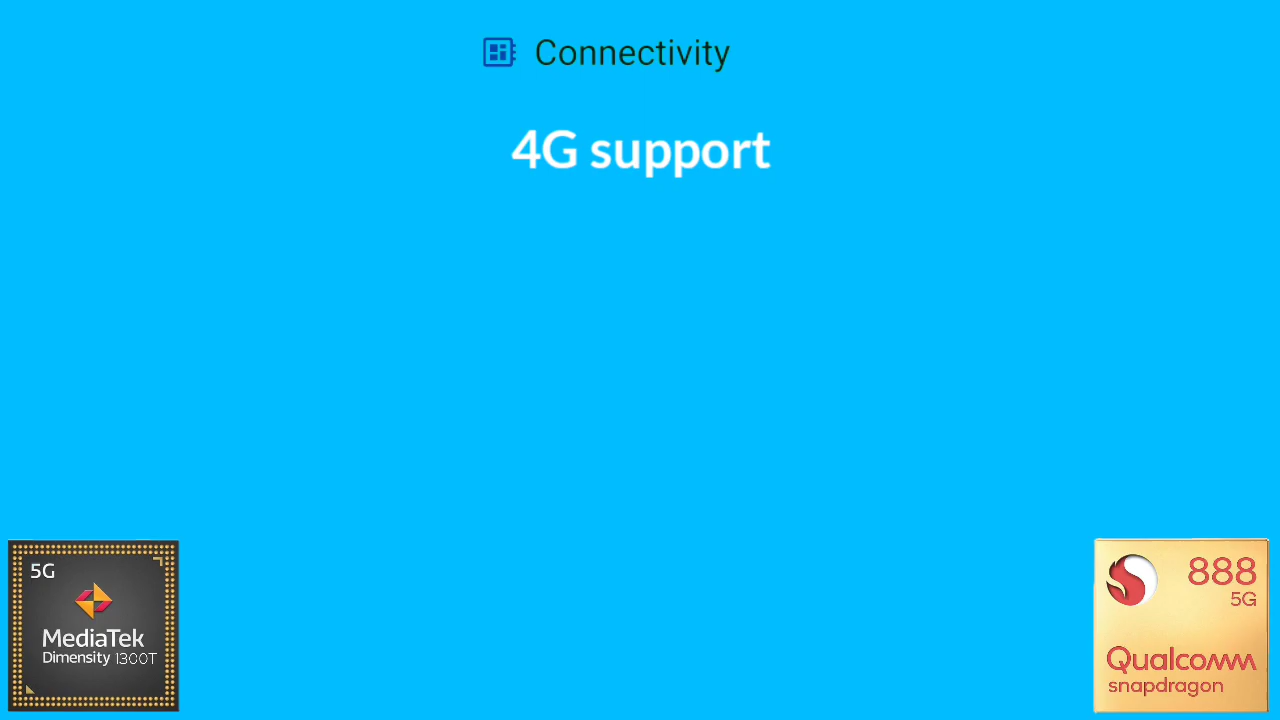 Connectivity
4G support
5G
MediaTek
Dimensity 1300T
888
5G
Qualcomm
snapdragon